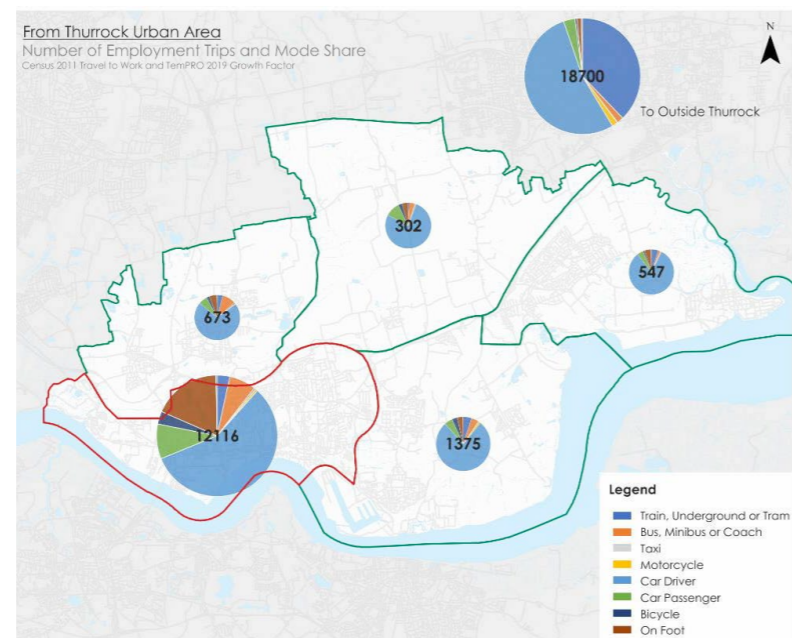 From Thurrock Urban Area
Number of Employment Trips and Mode Share
Census 2011 Travel to Work and TemPRO 2019 Growth Factor
N
18700
To Outside Thurrock
302
547
673
12116
1375
Legend
Train, Underground or Tram
Bus, Minibus or Coach
Taxi
Motorcycle
Car Driver
Car Passenger
Bicycle
On Foot